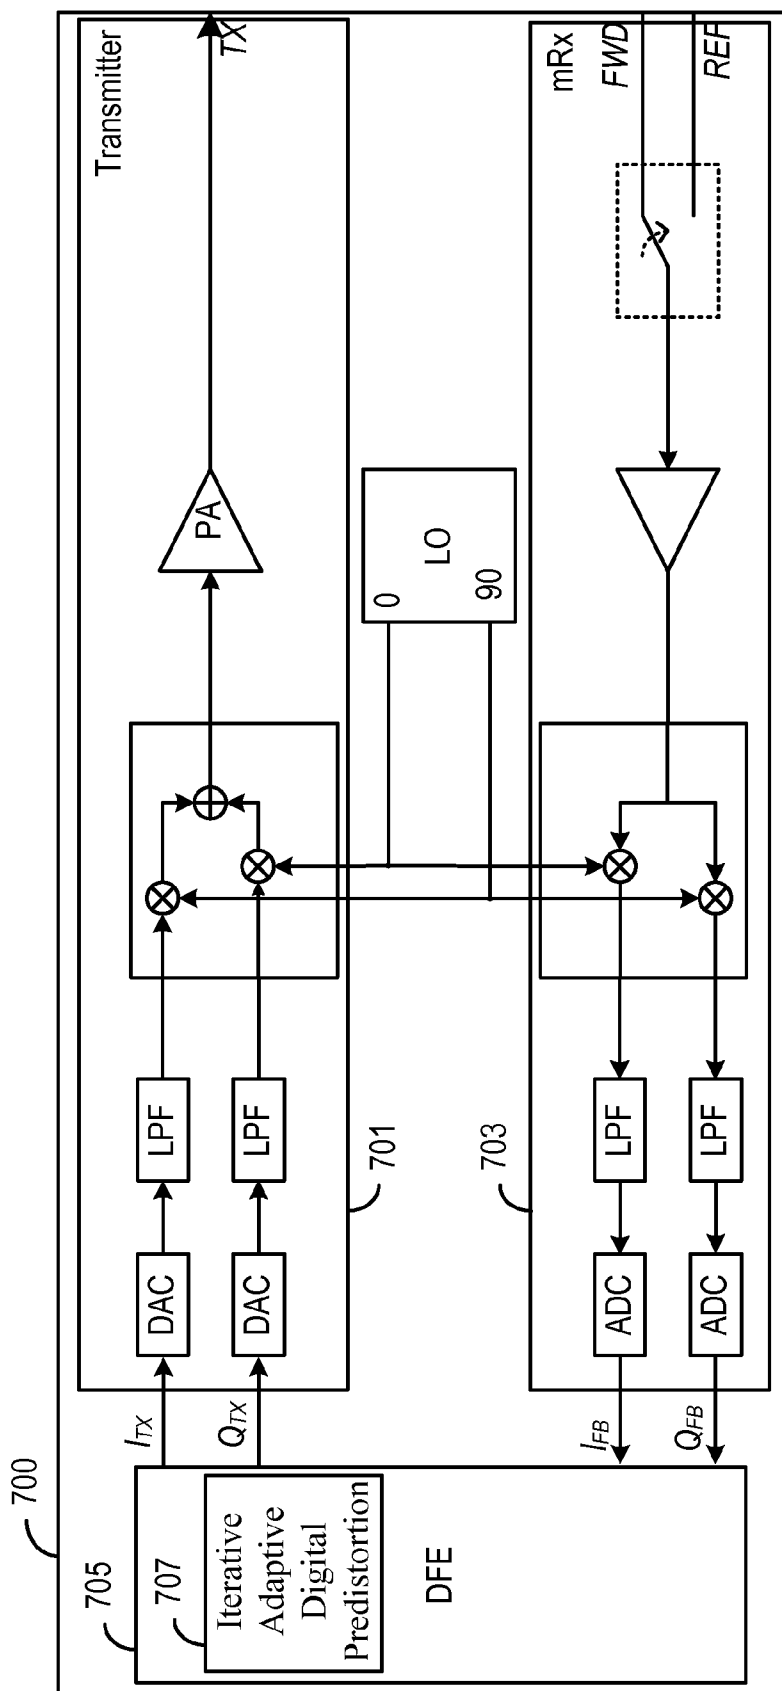 700
705
707
Iterative
Adaptive
Digital
Predistortion
DFE
I_TX
Q_TX
I_FB
Q_FB
701
Transmitter
DAC
LPF
DAC
LPF
PA
TX
LO
0
90
703
mRx
ADC
LPF
ADC
LPF
FWD
REF